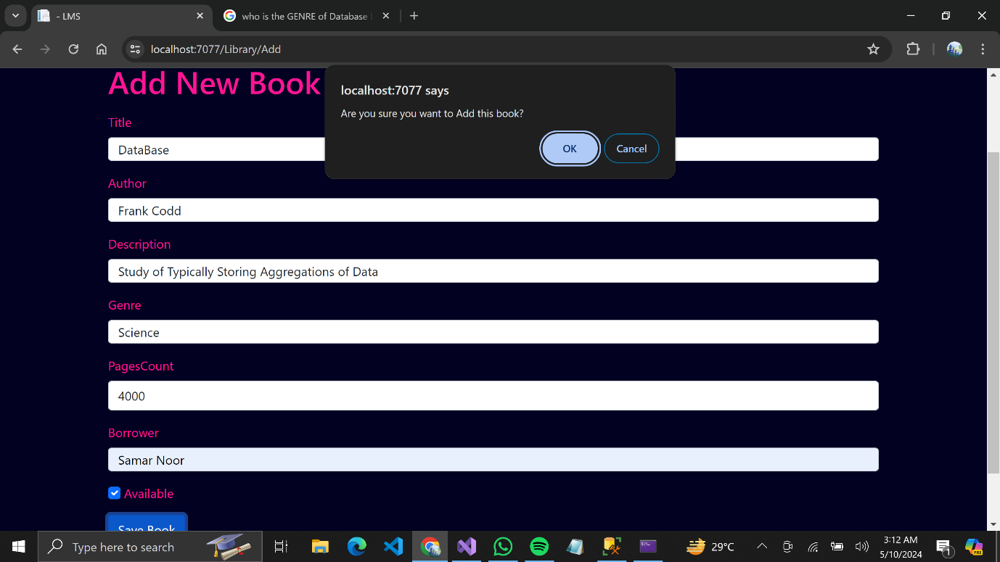 - LMS
who is the GENRE of Database
localhost:7077/Library/Add
Add New Book
localhost:7077 says
Are you sure you want to Add this book?
OK
Cancel
Title
DataBase
Author
Frank Codd
Description
Study of Typically Storing Aggregations of Data
Genre
Science
PagesCount
4000
Borrower
Samar Noor
Available
Save Book
Type here to search
29°C
3:12 AM
5/10/2024
1
PRE